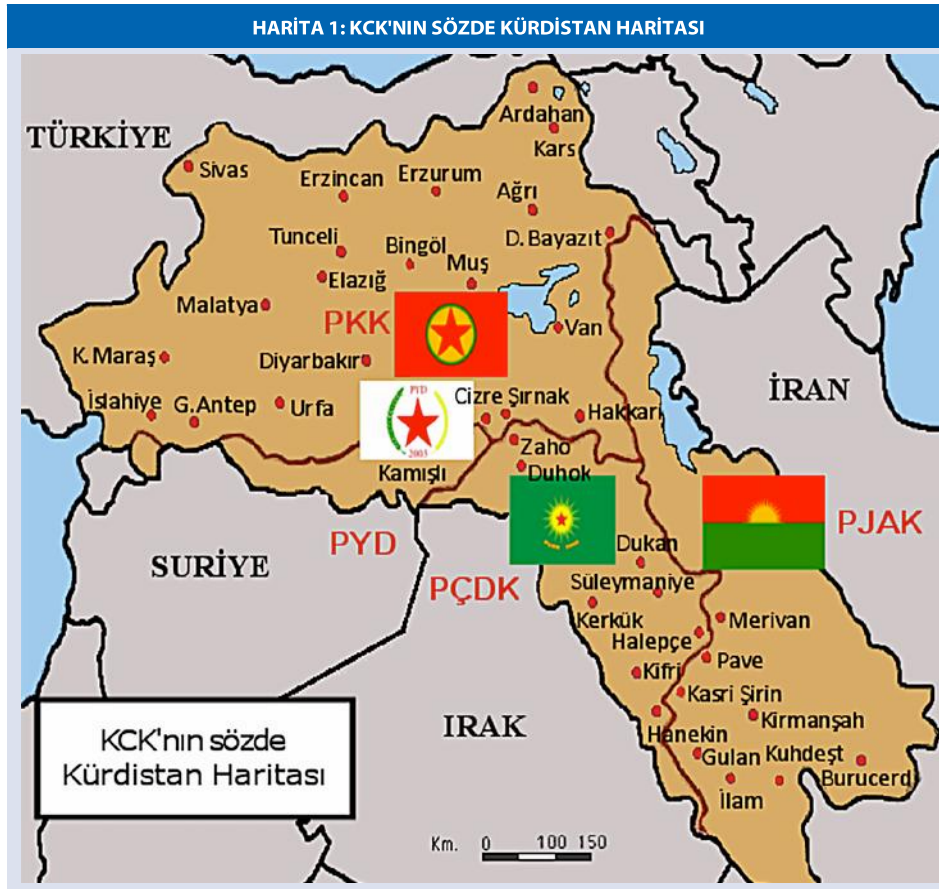 HARİTA 1: KCK'NIN SÖZDE KÜRDİSTAN HARİTASI
TÜRKİYE
Ardahan
Kars
Sivas
Erzincan
Erzurum
Ağrı
Tunceli
Bingöl
D. Bayazıt
Elazığ
Muş
Malatya
PKK
Van
K. Maraş
Diyarbakır
İRAN
PYD
İslahiye
G.Antep
Urfa
Cizre Şırnak
Hakkari
2003
Zaho
Kamışlı
Duhok
PYD
PJAK
SURİYE
Dukan
PÇDK
Süleymaniye
Kerkük
Merivan
Halepçe
Pave
Kifri
Kasri Şirin
IRAK
Kirmanşah
Hanekin
KCK'nın sözde
Kürdistan Haritası
Gulan
Kuhdeşt
Burucerd
İlam
Km. 0 100 150